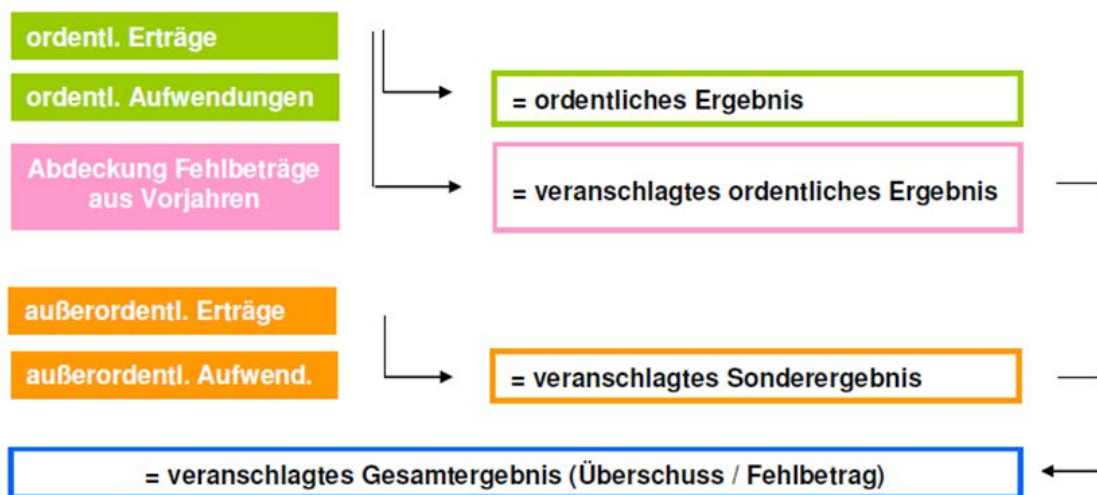 ordentl. Erträge
ordentl. Aufwendungen
= ordentliches Ergebnis
Abdeckung Fehlbeträge
aus Vorjahren
= veranschlagtes ordentliches Ergebnis
außerordentl. Erträge
außerordentl. Aufwend.
= veranschlagtes Sonderergebnis
= veranschlagtes Gesamtergebnis (Überschuss / Fehlbetrag)